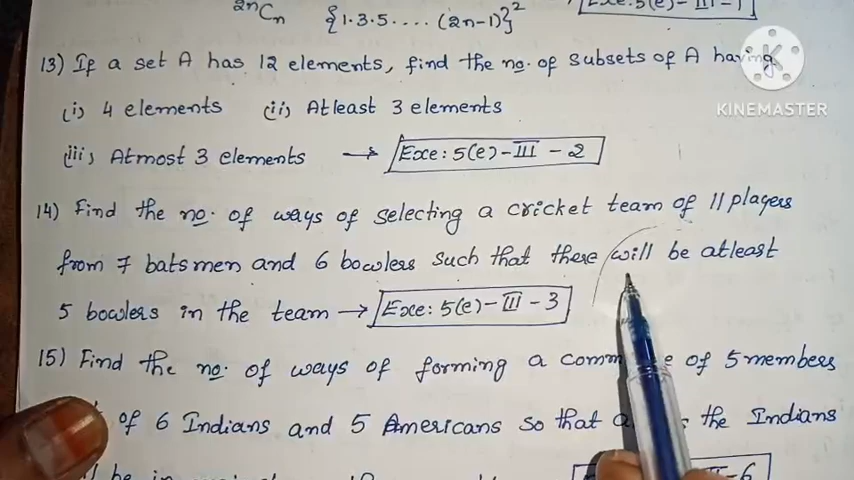 2nCn {1.3.5.... (2n-1)}² Exe:5(e)-III-1
13) If a set A has 12 elements, find the no. of subsets of A having
(i) 4 elements (ii) Atleast 3 elements
(iii) Atmost 3 elements → Exe: 5(e)-III-2
14) Find the no. of ways of selecting a cricket team of 11 players
from 7 batsmen and 6 bowlers such that there will be atleast
5 bowlers in the team → Exe: 5(e)-III-3
15) Find the no. of ways of forming a of 5 members
of 6 Indians and 5 Americans so that the Indians
K
KINEMASTER